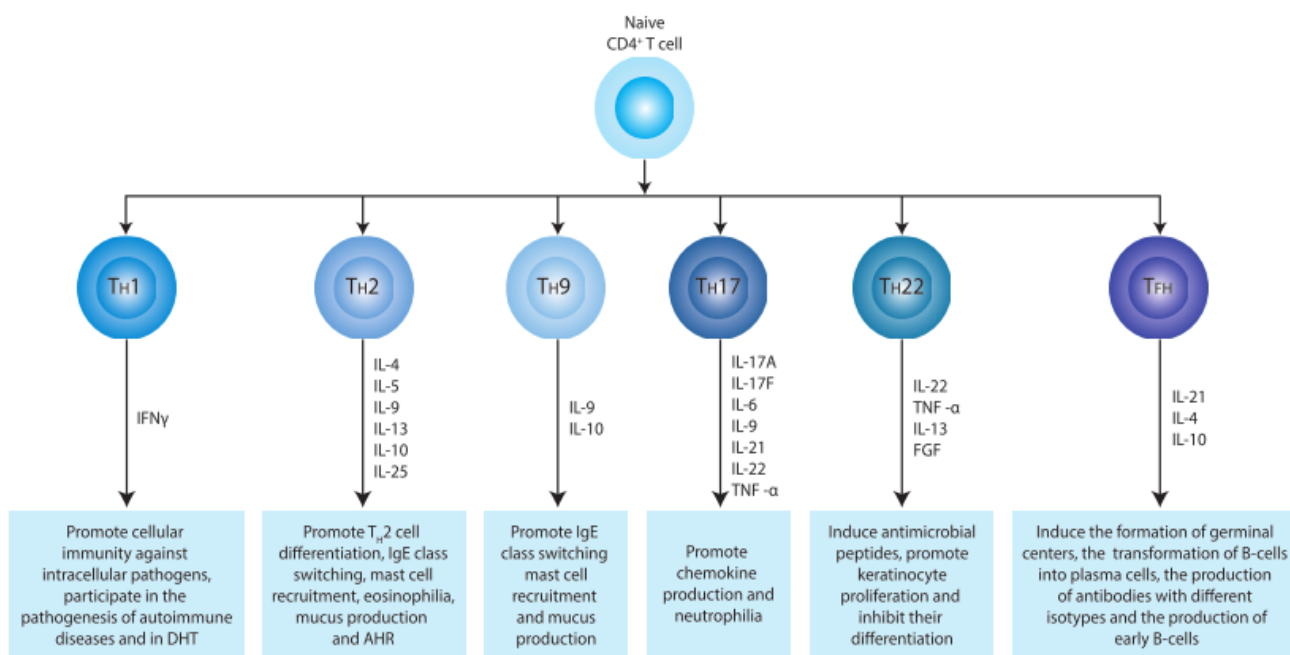 Naive
CD4⁺ T cell
TH1
TH2
TH9
TH17
TH22
TFH
IFNγ
IL-4
IL-5
IL-9
IL-13
IL-10
IL-25
IL-9
IL-10
IL-17A
IL-17F
IL-6
IL-9
IL-21
IL-22
TNF -α
IL-22
TNF -α
IL-13
FGF
IL-21
IL-4
IL-10
Promote cellular
immunity against
intracellular pathogens,
participate in the
pathogenesis of autoimmune
diseases and in DHT
Promote TH2 cell
differentiation, IgE class
switching, mast cell
recruitment, eosinophilia,
mucus production
and AHR
Promote IgE
class switching
mast cell
recruitment
and mucus
production
Promote
chemokine
production and
neutrophilia
Induce antimicrobial
peptides, promote
keratinocyte
proliferation and
inhibit their
differentiation
Induce the formation of germinal
centers, the transformation of B-cells
into plasma cells, the production
of antibodies with different
isotypes and the production of
early B-cells